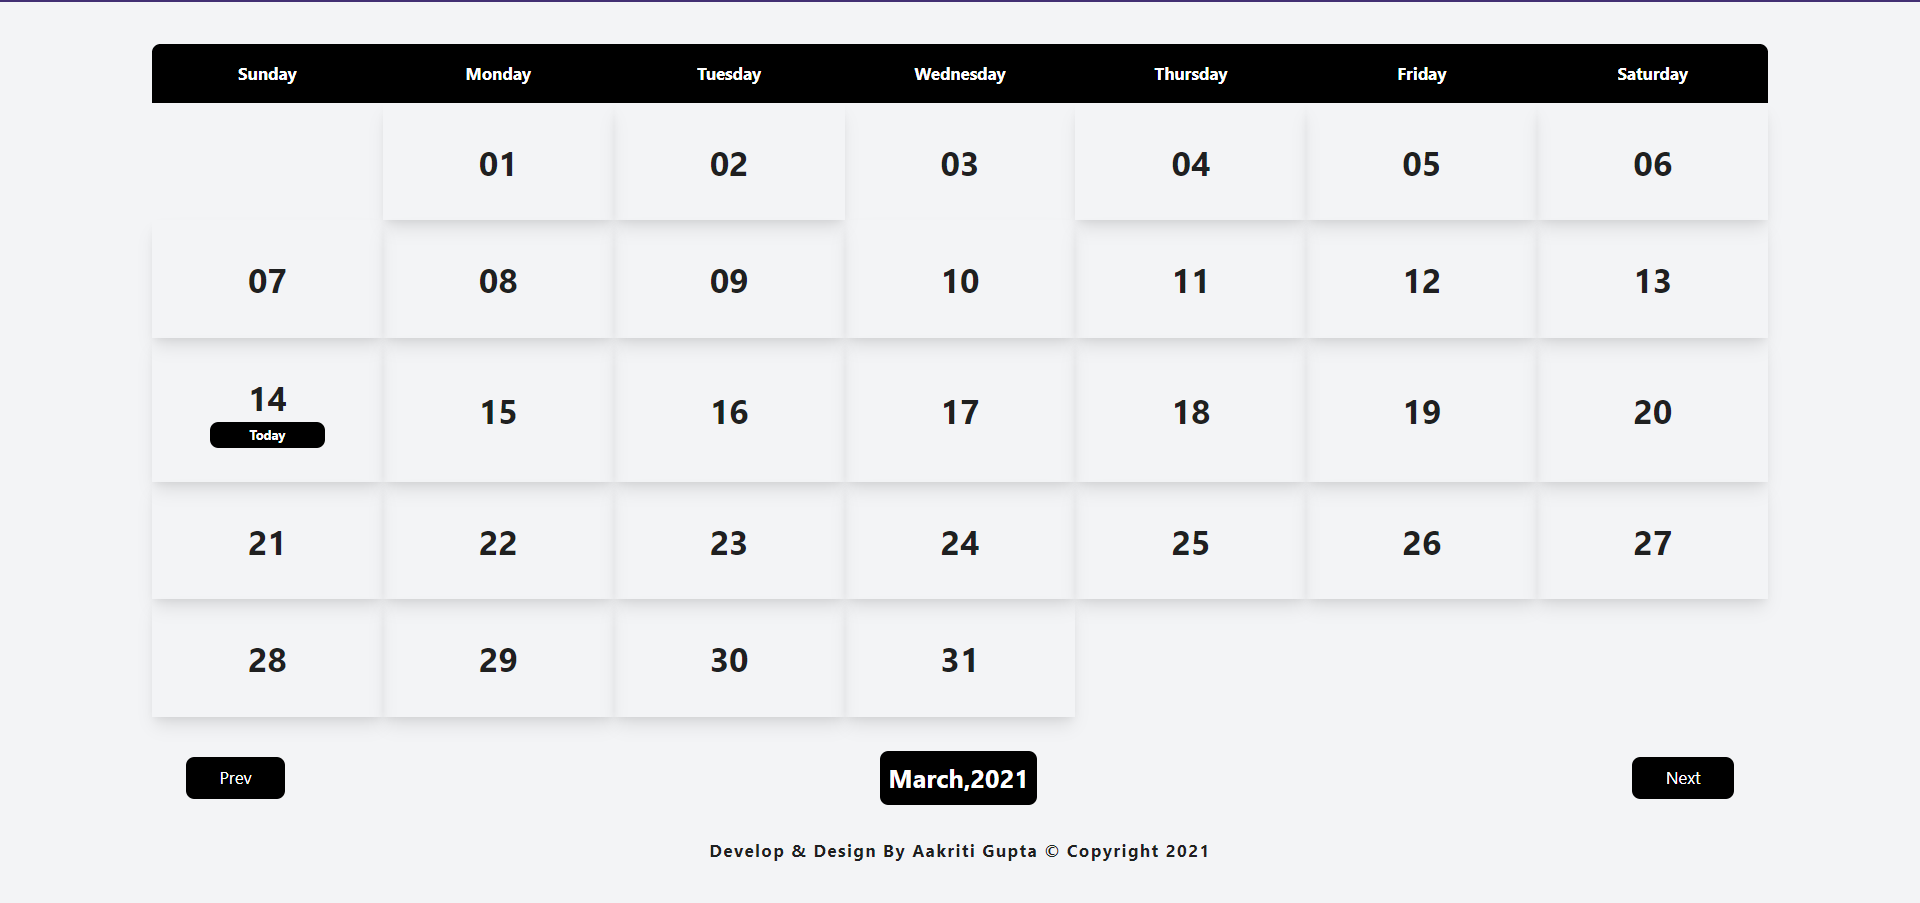 Sunday Monday Tuesday Wednesday Thursday Friday Saturday
01 02 03 04 05 06
07 08 09 10 11 12 13
14 15 16 17 18 19 20
Today
21 22 23 24 25 26 27
28 29 30 31
Prev March,2021 Next
Develop & Design By Aakriti Gupta © Copyright 2021